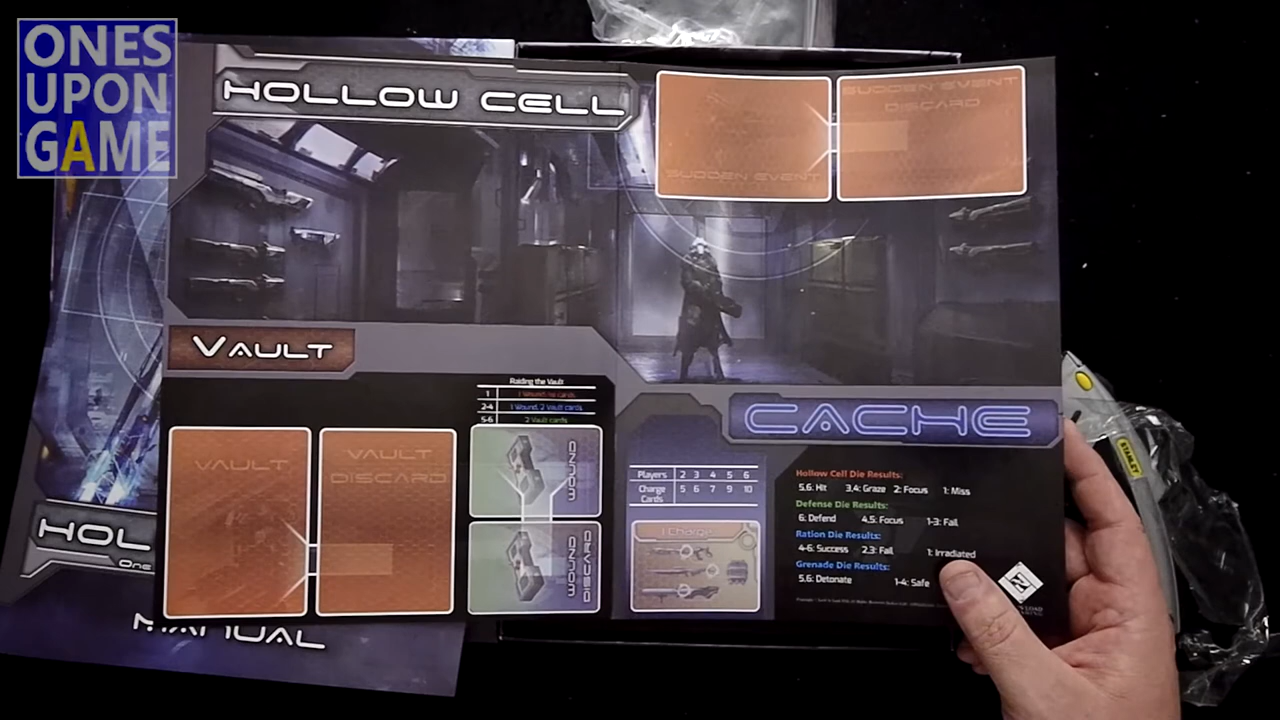 ONES
UPON
GAME
HOLLOW CELL
SUDDEN EVENT
SUDDEN EVENT
DISCARD
VAULT
Raiding the Vault
1
2-4 1 Wound, 2 Vault cards
5-6 2 Vault cards
VAULT
VAULT
DISCARD
WOUND
WOUND
DISCARD
CACHE
Players 2 3 4 5 6
Charge 5 6 7 9 10
Cards
1 Charge
Hollow Cell Die Results:
5,6: Hit 3,4: Graze 2: Focus 1: Miss
Defense Die Results:
6: Defend 4,5: Focus 1-3: Fail
Ration Die Results:
4-6: Success 2,3: Fail 1: Irradiated
Grenade Die Results:
5,6: Detonate 1-4: Safe
STANLEY
HOL
One
MANUAL